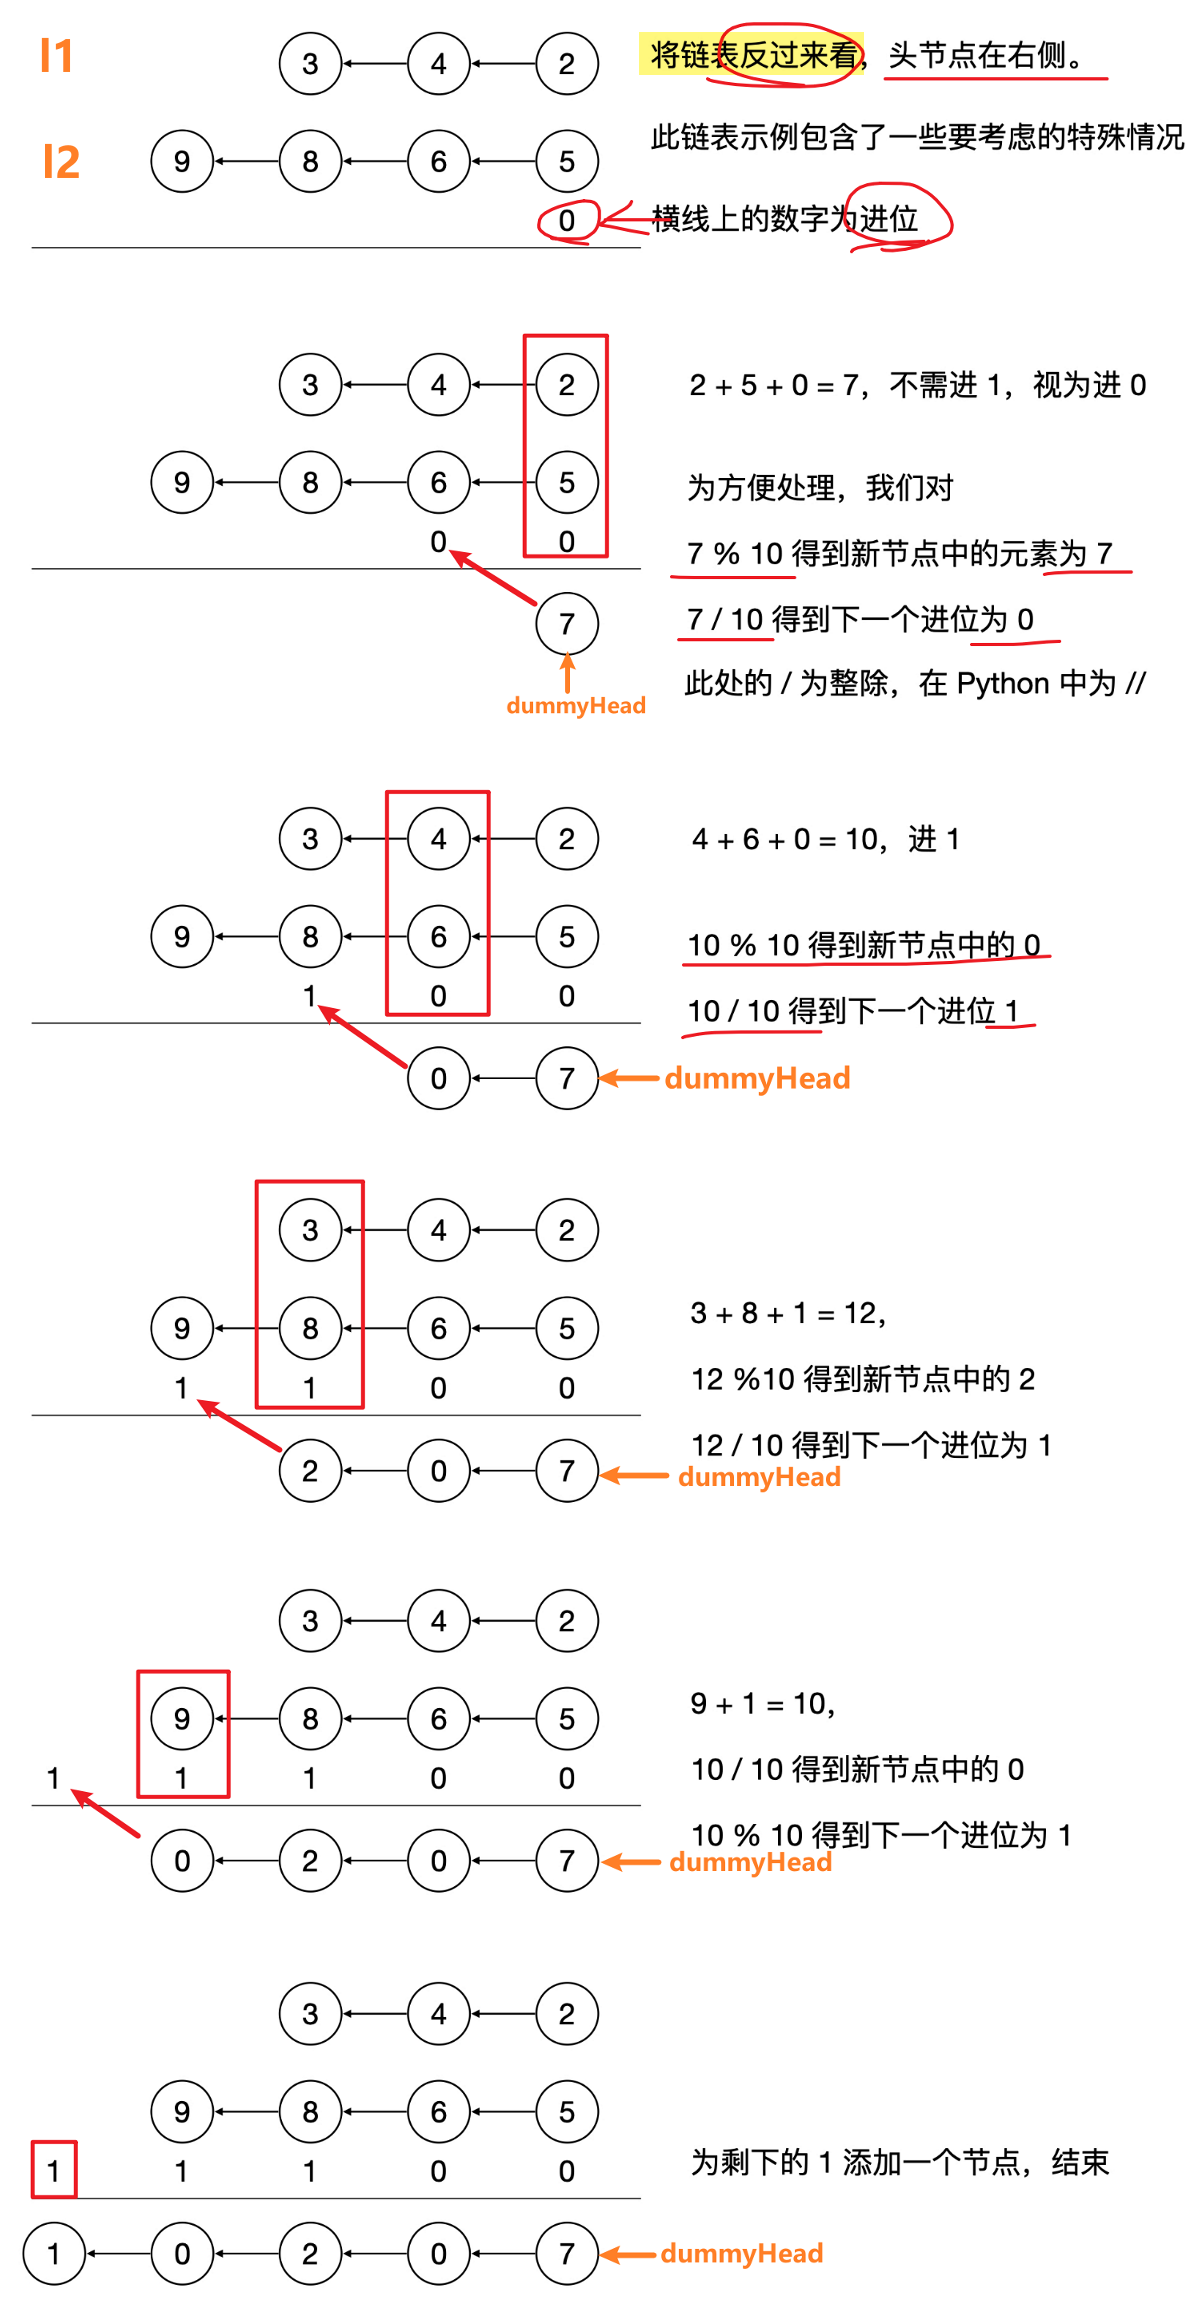 l1
3 4 2
将链表反过来看，头节点在右侧。
此链表示例包含了一些要考虑的特殊情况
l2
9 8 6 5
0
横线上的数字为进位
3 4 2
2 + 5 + 0 = 7，不需进 1，视为进 0
9 8 6 5
为方便处理，我们对
0 0
7 % 10 得到新节点中的元素为 7
7
7 / 10 得到下一个进位为 0
dummyHead
此处的 / 为整除，在 Python 中为 //
3 4 2
4 + 6 + 0 = 10，进 1
9 8 6 5
10 % 10 得到新节点中的 0
1 0 0
10 / 10 得到下一个进位 1
0 7
dummyHead
3 4 2
9 8 6 5
3 + 8 + 1 = 12，
1 1 0 0
12 %10 得到新节点中的 2
12 / 10 得到下一个进位为 1
2 0 7
dummyHead
3 4 2
9 8 6 5
9 + 1 = 10，
1 1 1 0 0
10 / 10 得到新节点中的 0
10 % 10 得到下一个进位为 1
0 2 0 7
dummyHead
3 4 2
9 8 6 5
1 1 1 0 0
为剩下的 1 添加一个节点，结束
1 0 2 0 7
dummyHead